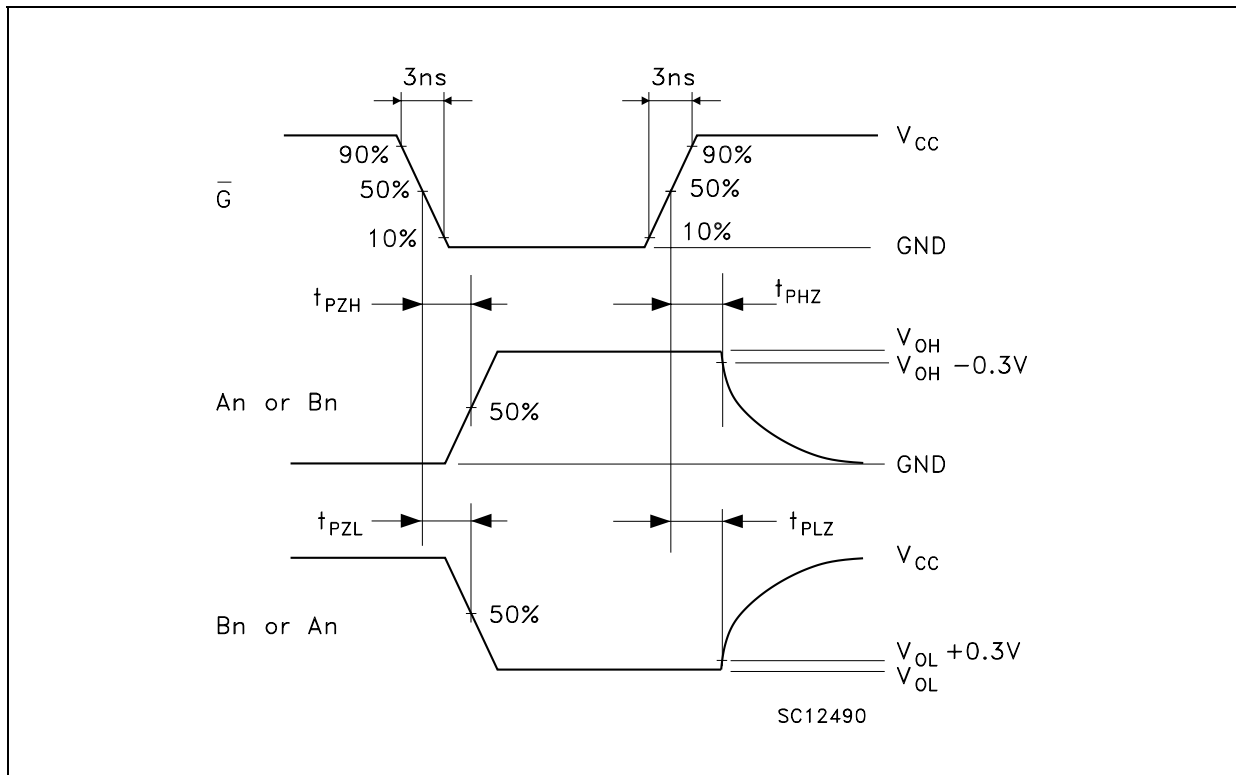 3ns 3ns
V_CC
90% 90%
G̅ 50% 50%
10% 10% GND
t_PZH t_PHZ
V_OH
V_OH −0.3V
An or Bn 50%
GND
t_PZL t_PLZ
V_CC
Bn or An 50%
V_OL +0.3V
V_OL
SC12490